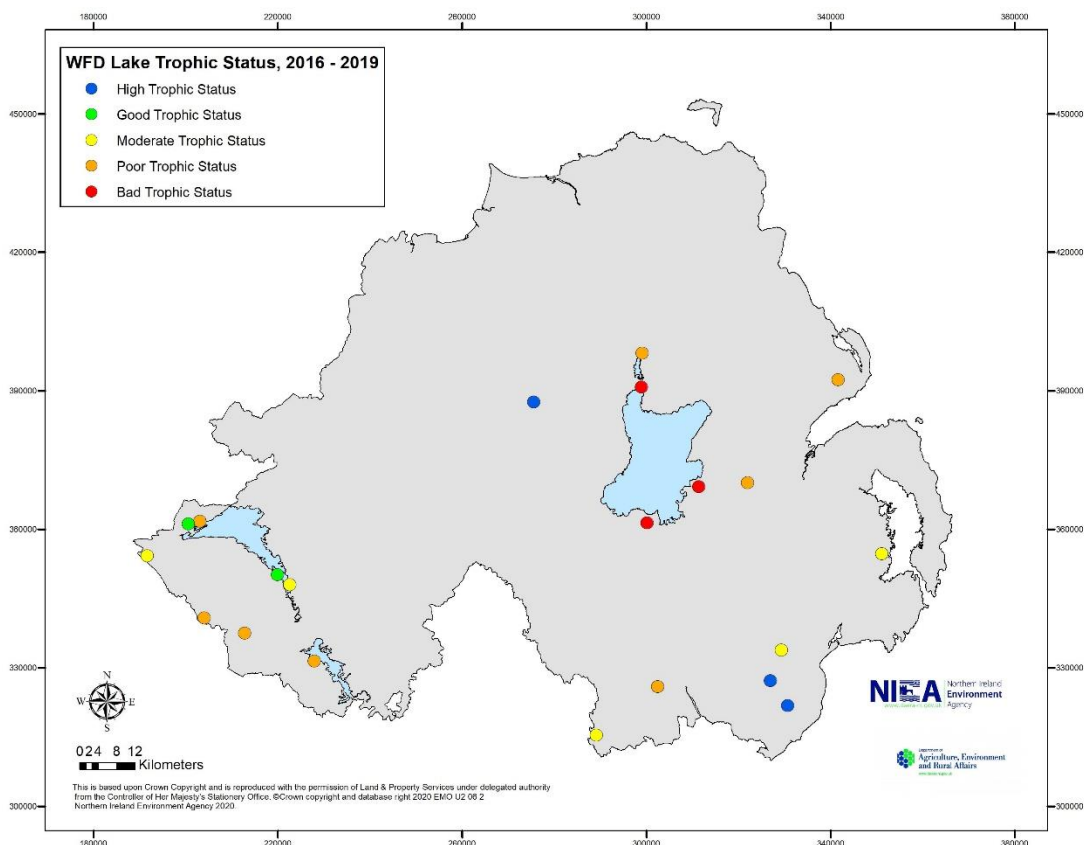 180000 220000 260000 300000 340000 380000
WFD Lake Trophic Status, 2016 - 2019
High Trophic Status
Good Trophic Status
Moderate Trophic Status
Poor Trophic Status
Bad Trophic Status
450000 450000
420000 420000
390000 390000
360000 360000
330000 330000
300000 300000
N
W E
S
0 2 4 8 12
Kilometers
NIEA
Northern Ireland
Environment
Agency
Department of
Agriculture, Environment
and Rural Affairs
This is based upon Crown Copyright and is reproduced with the permission of Land & Property Services under delegated authority
from the Controller of Her Majesty's Stationery Office. ©Crown copyright and database right 2020 EMO U2 06 2
Northern Ireland Environment Agency 2020.
180000 220000 260000 300000 340000 380000